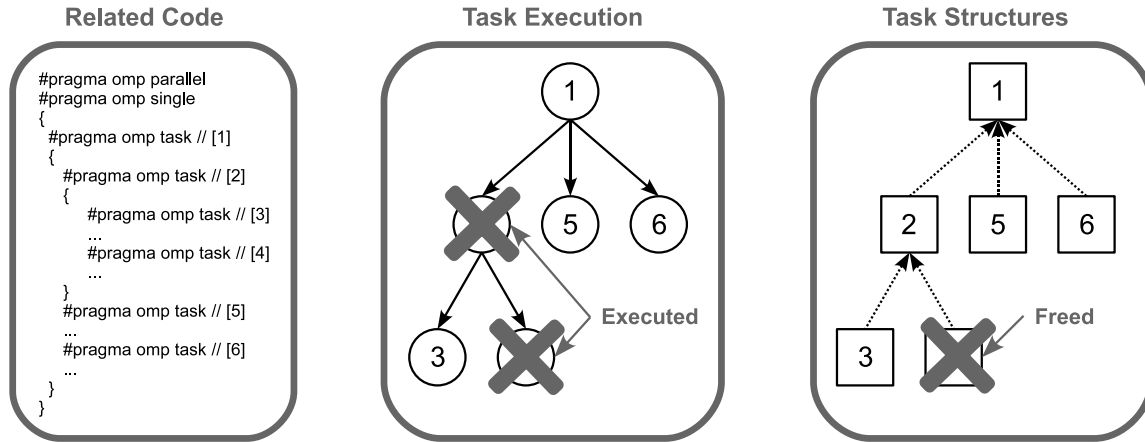 Related Code
#pragma omp parallel
#pragma omp single
{
#pragma omp task // [1]
{
#pragma omp task // [2]
{
#pragma omp task // [3]
...
#pragma omp task // [4]
...
}
#pragma omp task // [5]
...
#pragma omp task // [6]
...
}
}
Task Execution
1
5
6
3
Executed
Task Structures
1
2
5
6
3
Freed